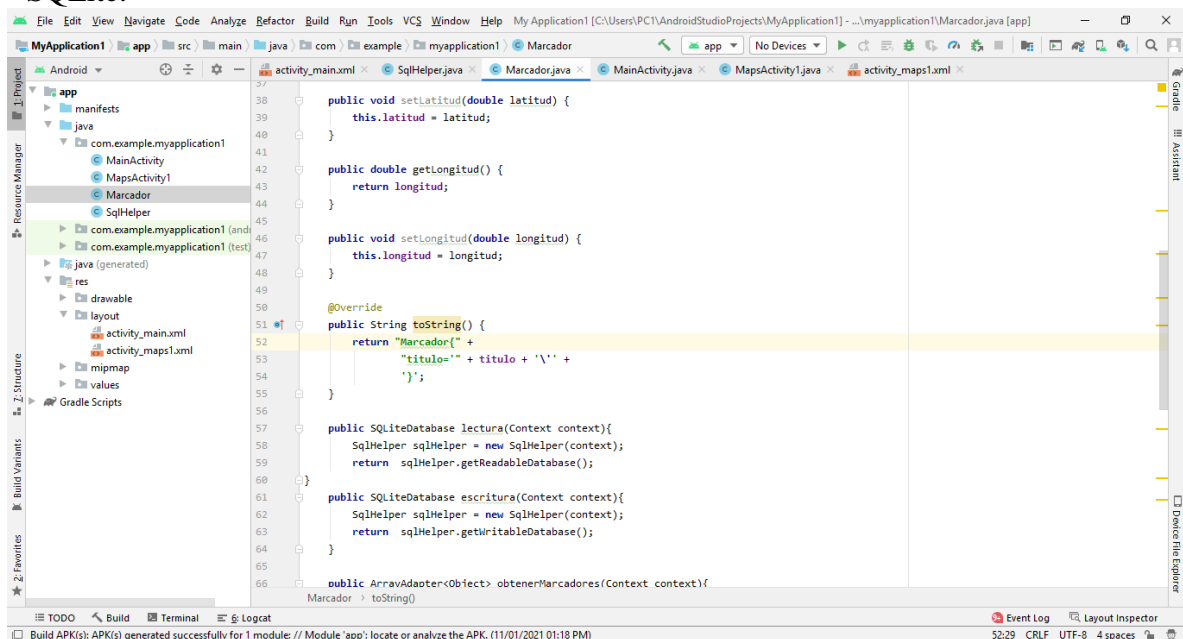 SQLite.
File Edit View Navigate Code Analyze Refactor Build Run Tools VCS Window Help My Application1 [C:\Users\PC1\AndroidStudioProjects\MyApplication1] - ...\myapplication1\Marcador.java [app]
MyApplication1 app src main java com example myapplication1 Marcador app No Devices
1: Project
Resource Manager
Z: Structure
Build Variants
2: Favorites
Android
app
manifests
java
com.example.myapplication1
MainActivity
MapsActivity1
Marcador
SqlHelper
com.example.myapplication1 (andr
com.example.myapplication1 (test)
java (generated)
res
drawable
layout
activity_main.xml
activity_maps1.xml
mipmap
values
Gradle Scripts
activity_main.xml SqlHelper.java Marcador.java MainActivity.java MapsActivity1.java activity_maps1.xml
37
38 public void setLatitud(double latitud) {
39 this.latitud = latitud;
40 }
41
42 public double getLongitud() {
43 return longitud;
44 }
45
46 public void setLongitud(double longitud) {
47 this.longitud = longitud;
48 }
49
50 @Override
51 public String toString() {
52 return "Marcador{" +
53 "titulo='" + titulo + '\'' +
54 '}';
55 }
56
57 public SQLiteDatabase lectura(Context context){
58 SqlHelper sqlHelper = new SqlHelper(context);
59 return sqlHelper.getReadableDatabase();
60 }
61 public SQLiteDatabase escritura(Context context){
62 SqlHelper sqlHelper = new SqlHelper(context);
63 return sqlHelper.getWritableDatabase();
64 }
65
66 public ArrayAdapter<Object> obtenerMarcadores(Context context){
Marcador > toString()
Gradle
Assistant
Device File Explorer
TODO Build Terminal 6: Logcat Event Log Layout Inspector
Build APK(s): APK(s) generated successfully for 1 module: // Module 'app': locate or analyze the APK. (11/01/2021 01:18 PM) 52:29 CRLF UTF-8 4 spaces